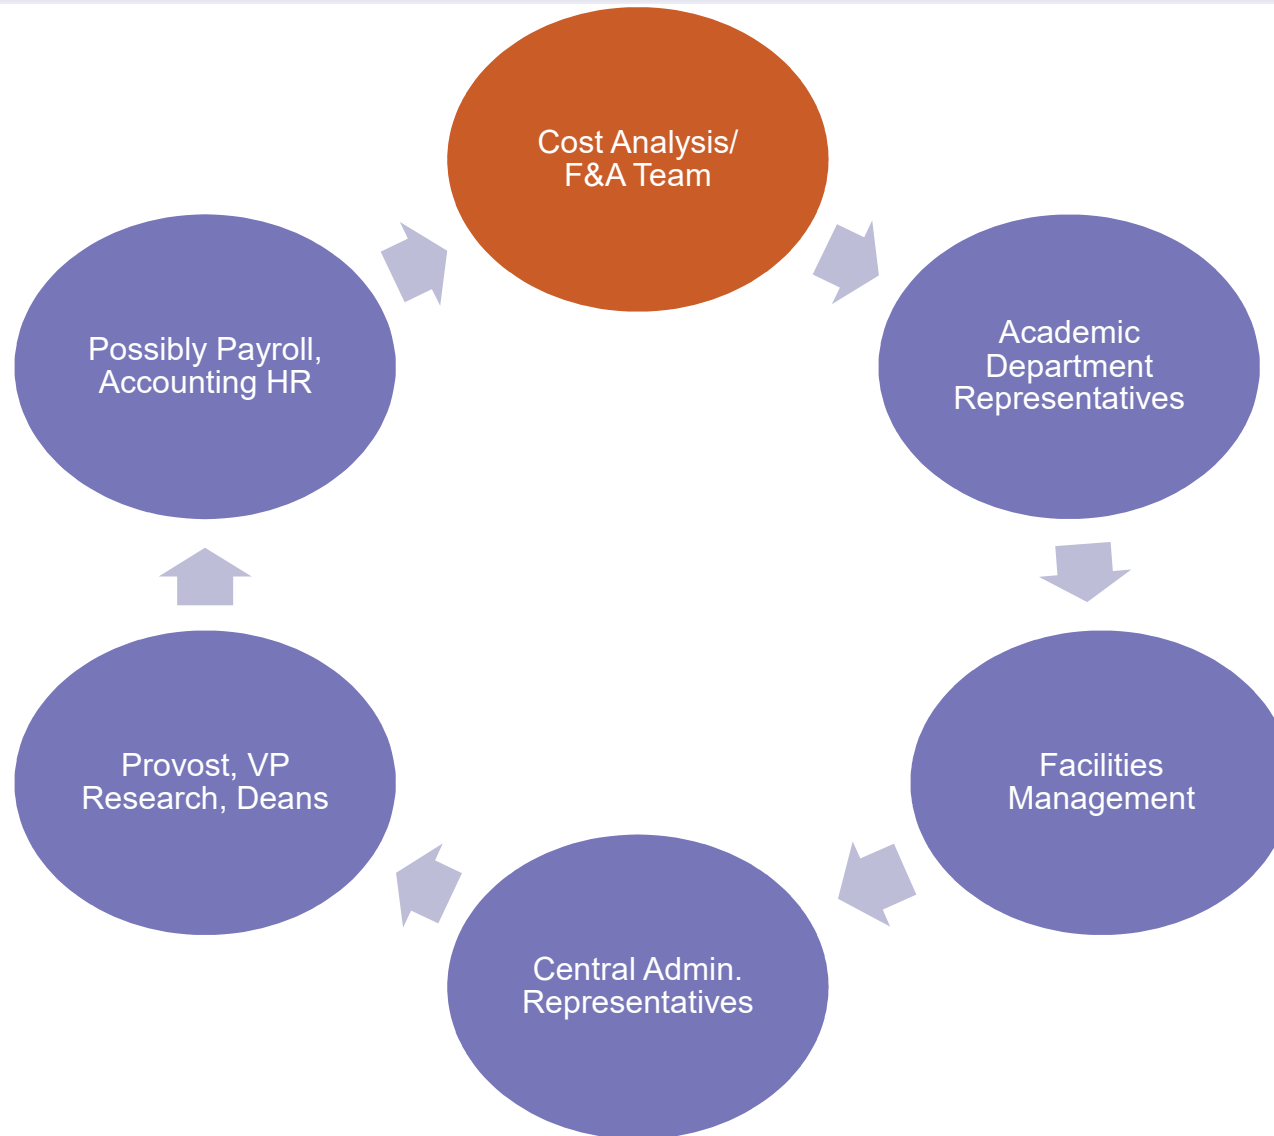 Cost Analysis/
F&A Team
Academic
Department
Representatives
Facilities
Management
Central Admin.
Representatives
Provost, VP
Research, Deans
Possibly Payroll,
Accounting HR